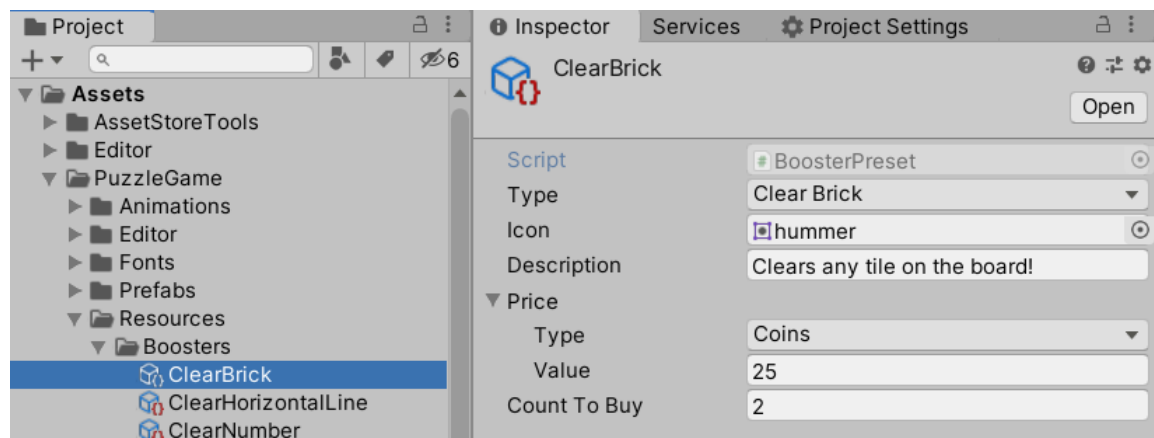 Project
6
Assets
AssetStoreTools
Editor
PuzzleGame
Animations
Editor
Fonts
Prefabs
Resources
Boosters
ClearBrick
ClearHorizontalLine
ClearNumber
Inspector Services Project Settings
ClearBrick
Open
Script BoosterPreset
Type Clear Brick
Icon hummer
Description Clears any tile on the board!
Price
Type Coins
Value 25
Count To Buy 2